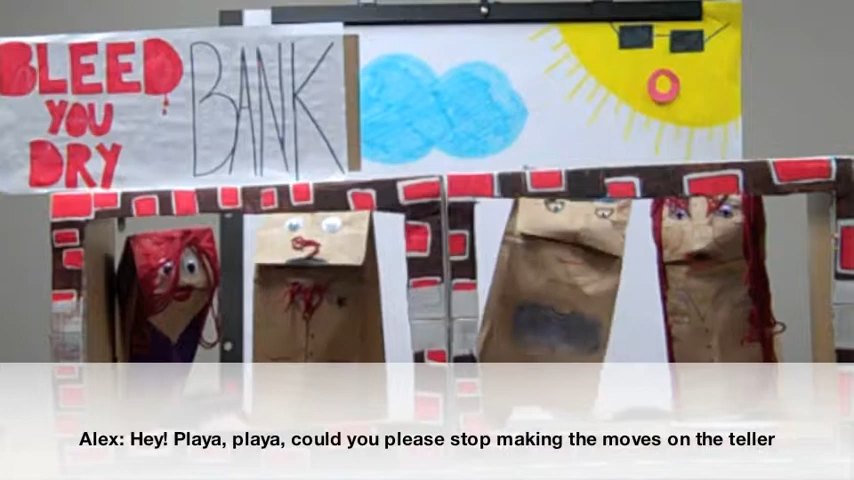 BLEED
YOU
DRY
BANK
Alex: Hey! Playa, playa, could you please stop making the moves on the teller